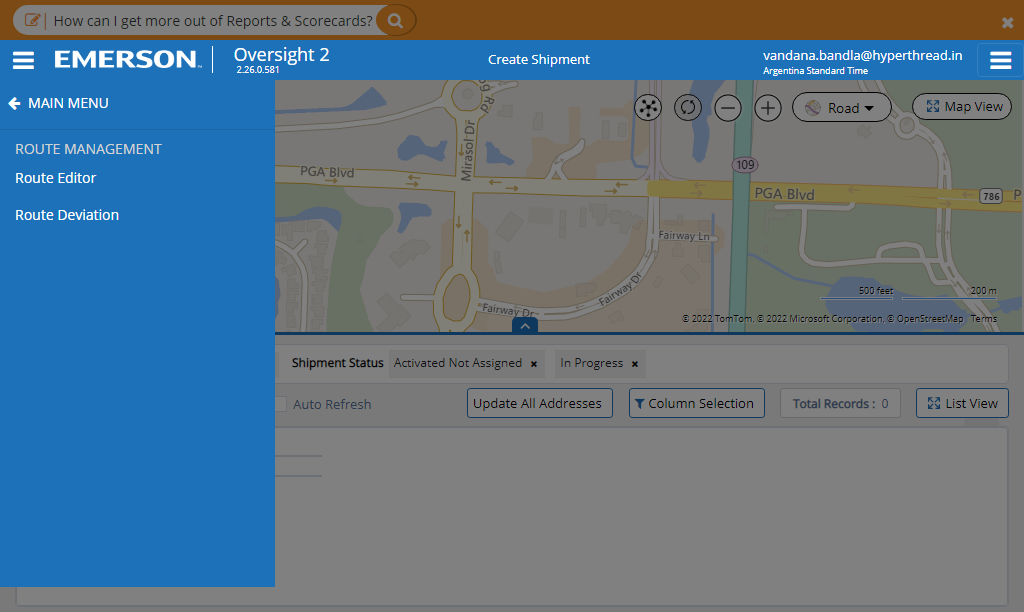 How can I get more out of Reports & Scorecards?
EMERSON
Oversight 2
2.26.0.581
Create Shipment
vandana.bandla@hyperthread.in
Argentina Standard Time
MAIN MENU
ROUTE MANAGEMENT
Route Editor
Route Deviation
Road
Map View
Mirasol Dr
PGA Blvd
109
PGA Blvd
786
Fairway Ln
Fairway Dr
Fairway Dr
500 feet
200 m
© 2022 TomTom, © 2022 Microsoft Corporation, © OpenStreetMap Terms
Shipment Status
Activated Not Assigned ×
In Progress ×
Auto Refresh
Update All Addresses
Column Selection
Total Records : 0
List View